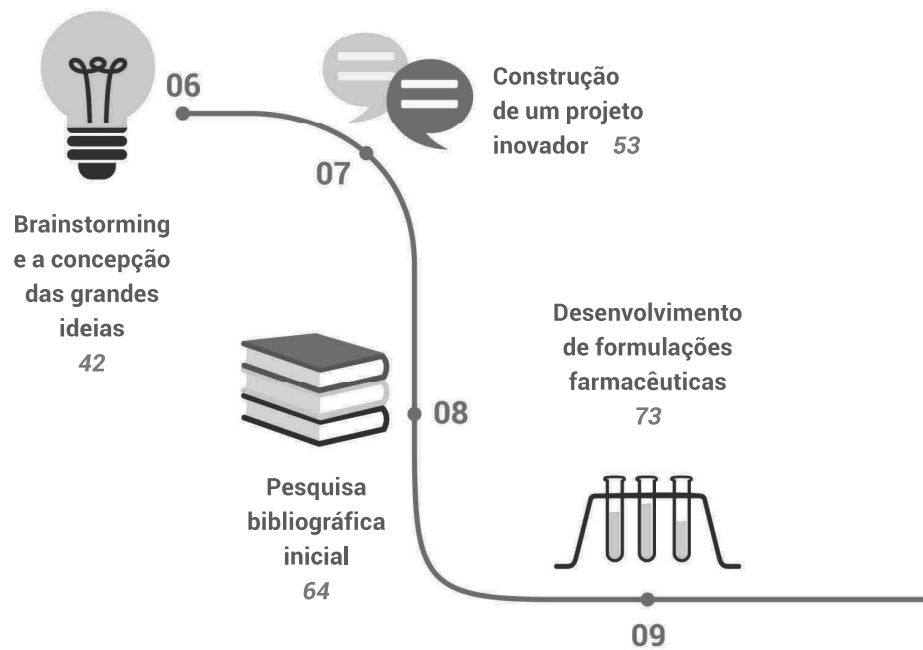 06
Brainstorming
e a concepção
das grandes
ideias
42
07
Construção
de um projeto
inovador 53
08
Pesquisa
bibliográfica
inicial
64
Desenvolvimento
de formulações
farmacêuticas
73
09